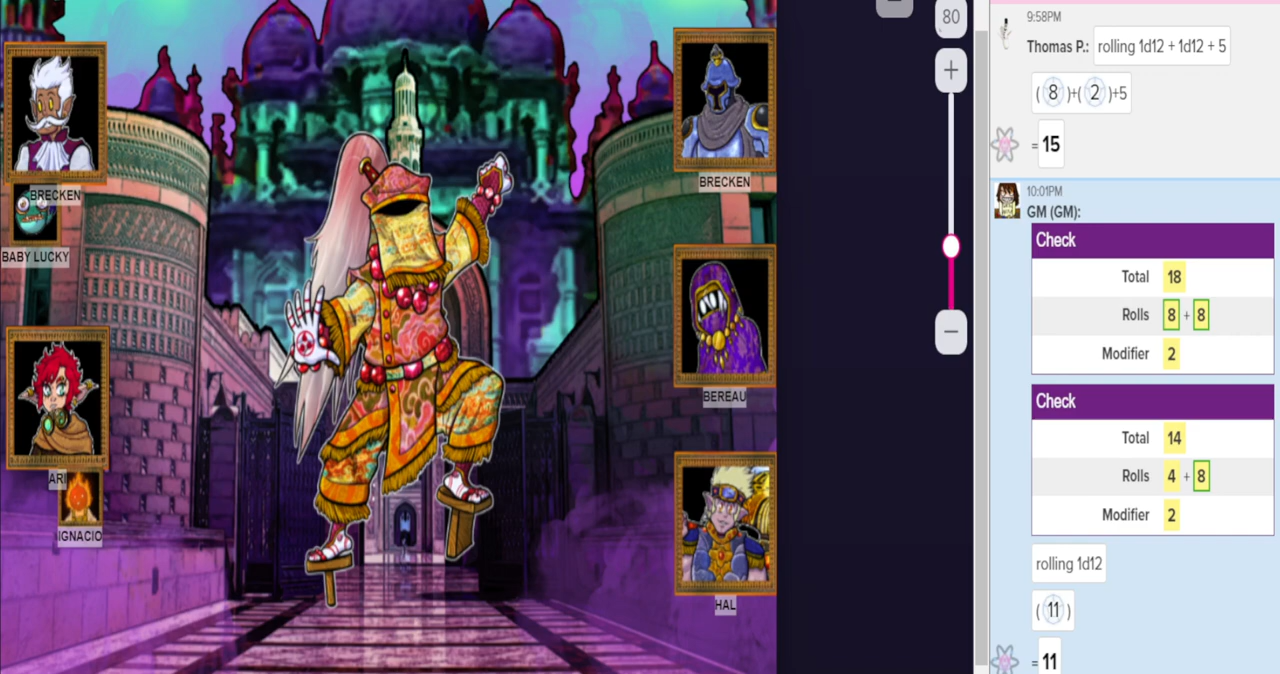 BRECKEN
BABY LUCKY
ARI
IGNACIO
BRECKEN
BEREAU
HAL
80
+
−
9:58PM
Thomas P.: rolling 1d12 + 1d12 + 5
(8)+(2)+5
=15
10:01PM
GM (GM):
Check
Total 18
Rolls 8 + 8
Modifier 2
Check
Total 14
Rolls 4 + 8
Modifier 2
rolling 1d12
(11)
=11